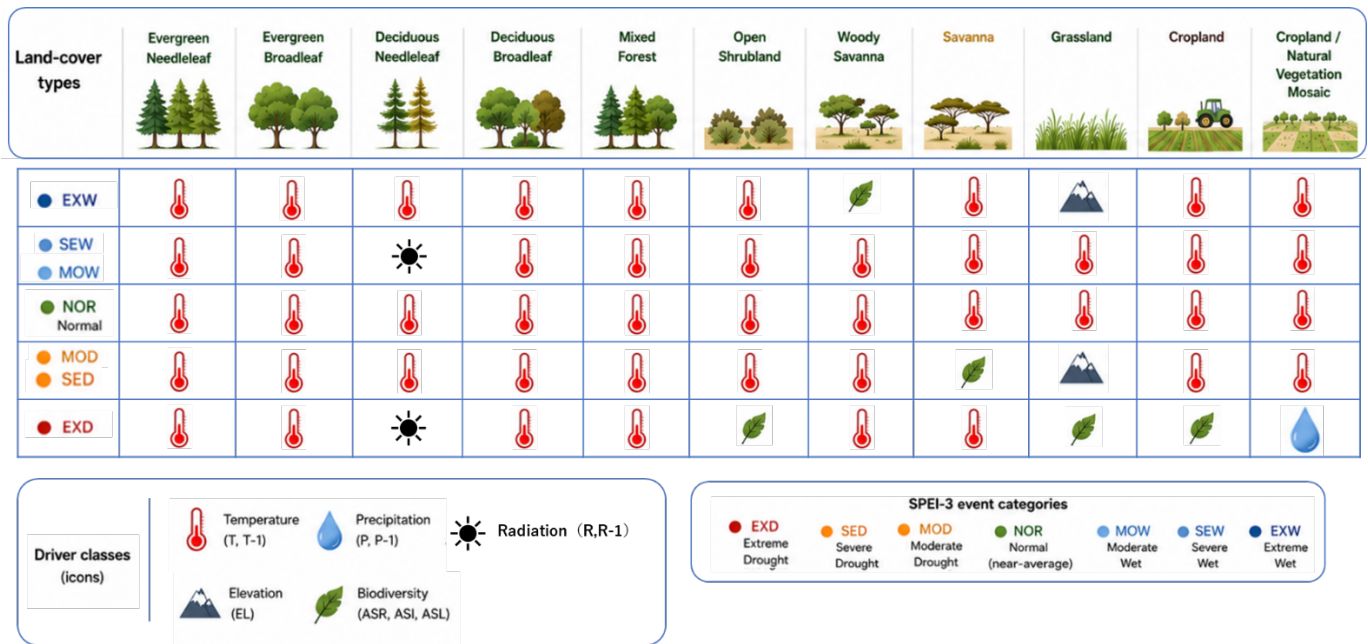 Land-cover
types
Evergreen
Needleleaf
Evergreen
Broadleaf
Deciduous
Needleleaf
Deciduous
Broadleaf
Mixed
Forest
Open
Shrubland
Woody
Savanna
Savanna
Grassland
Cropland
Cropland /
Natural
Vegetation
Mosaic
EXW
SEW
MOW
NOR
Normal
MOD
SED
EXD
Driver classes
(icons)
Temperature
(T, T-1)
Precipitation
(P, P-1)
Radiation（R,R-1）
Elevation
(EL)
Biodiversity
(ASR, ASI, ASL)
SPEI-3 event categories
EXD
Extreme
Drought
SED
Severe
Drought
MOD
Moderate
Drought
NOR
Normal
(near-average)
MOW
Moderate
Wet
SEW
Severe
Wet
EXW
Extreme
Wet